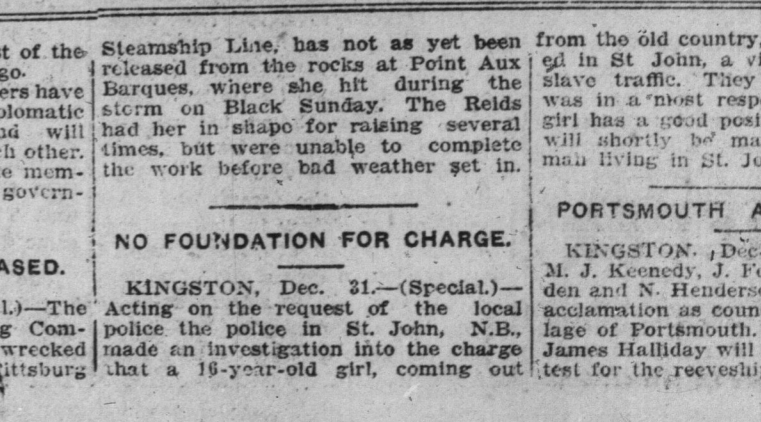 st of the
go.
ers have
plomatic
nd will
h other.
e mem-
govern-
ASED.
l.)—The
g Com-
wrecked
ittsburg
Steamship Line, has not as yet been
released from the rocks at Point Aux
Barques, where she hit during the
storm on Black Sunday. The Reids
had her in shape for raising several
times, but were unable to complete
the work before bad weather set in.
NO FOUNDATION FOR CHARGE.
KINGSTON, Dec. 31.—(Special.)—
Acting on the request of the local
police the police in St. John, N.B.,
made an investigation into the charge
that a 16-year-old girl, coming out
from the old country,
ed in St John, a vi
slave traffic. They
was in a most resp
girl has a good posi
will shortly be ma
man living in St. Jo
PORTSMOUTH A
KINGSTON, Dec.
M. J. Keenedy, J. Fe
den and N. Henders
acclamation as coun
lage of Portsmouth.
James Halliday will
test for the reeveshi